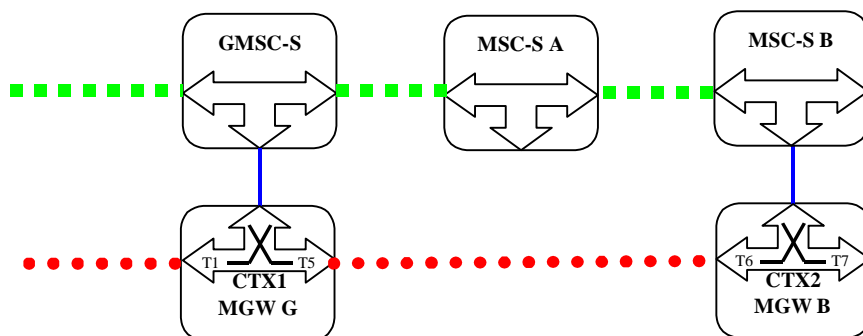 GMSC-S
MSC-S A
MSC-S B
T1 T5
CTX1
MGW G
T6 T7
CTX2
MGW B